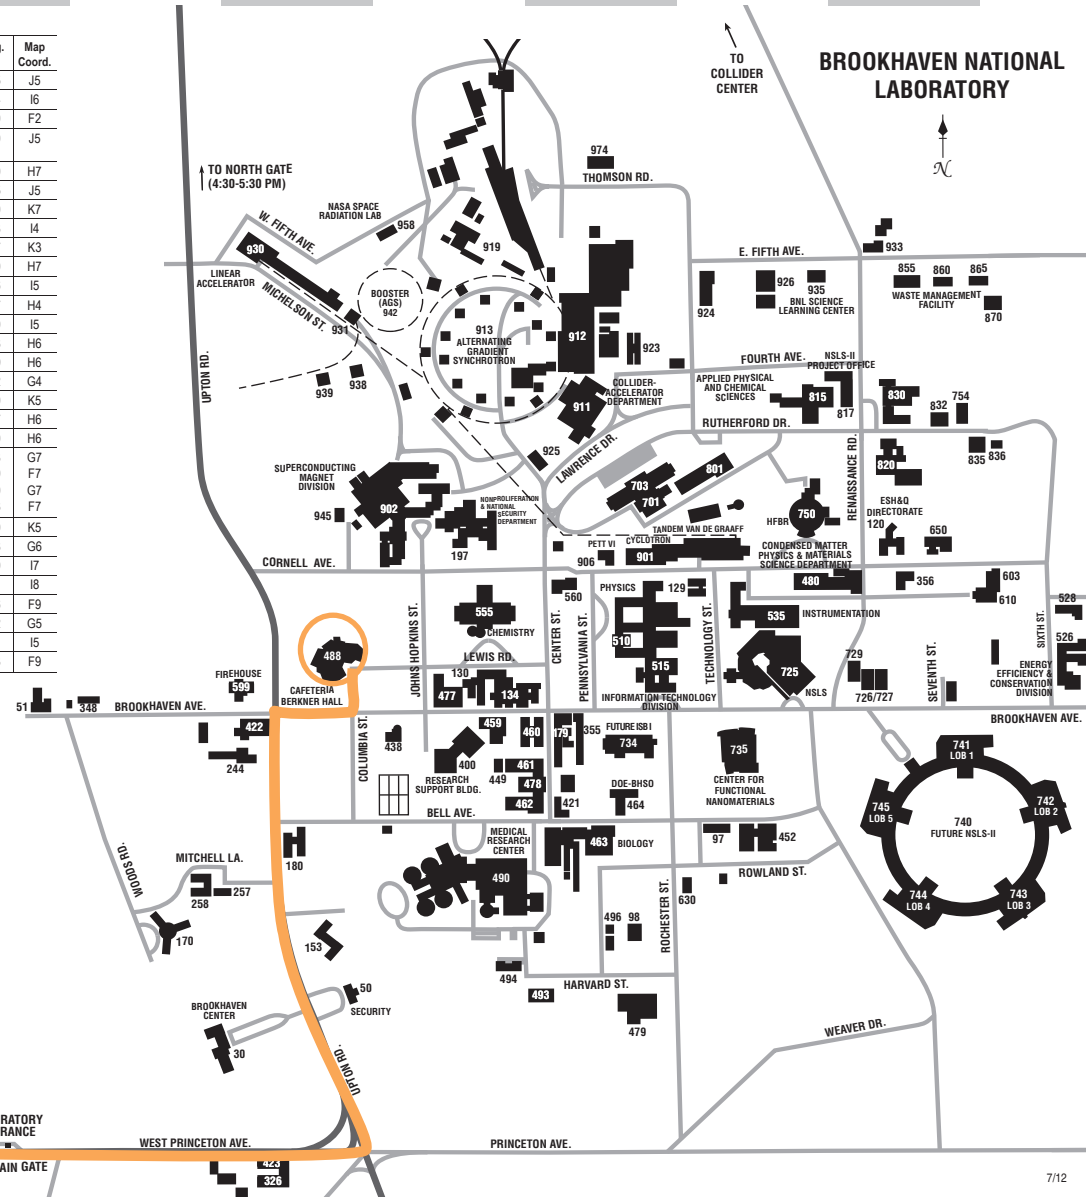 g.
Map
Coord.
J5
I6
F2
J5
H7
J5
K7
I4
K3
H7
I5
H4
I5
H6
H6
G4
K5
H6
H6
G7
F7
G7
F7
K5
G6
I7
I8
F9
G5
I5
F9
BROOKHAVEN NATIONAL
LABORATORY
N
TO
COLLIDER
CENTER
TO NORTH GATE
(4:30-5:30 PM)
974
THOMSON RD.
NASA SPACE
RADIATION LAB
958
W. FIFTH AVE.
930
919
933
E. FIFTH AVE.
LINEAR
ACCELERATOR
MICHELSON ST.
931
BOOSTER
(AGS)
942
855
860
865
WASTE MANAGEMENT
FACILITY
870
926
935
BNL SCIENCE
LEARNING CENTER
924
913
ALTERNATING
GRADIENT
SYNCHROTRON
912
923
UPTON RD.
939
938
FOURTH AVE.
NSLS-II
PROJECT OFFICE
COLLIDER-
ACCELERATOR
DEPARTMENT
911
APPLIED PHYSICAL
AND CHEMICAL
SCIENCES
815
817
830
832
754
RUTHERFORD DR.
925
LAWRENCE DR.
835
836
820
RENAISSANCE RD.
SUPERCONDUCTING
MAGNET
DIVISION
902
945
703
701
801
NONPROLIFERATION
& NATIONAL
SECURITY
DEPARTMENT
197
TANDEM VAN DE GRAAFF
HFBR
750
ESH&Q
DIRECTORATE
120
650
CORNELL AVE.
906
PETT VI
CYCLOTRON
901
CONDENSED MATTER
PHYSICS & MATERIALS
SCIENCE DEPARTMENT
480
356
603
610
528
JOHNS HOPKINS ST.
555
CHEMISTRY
560
CENTER ST.
PENNSYLVANIA ST.
PHYSICS
129
510
515
TECHNOLOGY ST.
535
INSTRUMENTATION
SIXTH ST.
526
488
LEWIS RD.
725
NSLS
729
726/727
SEVENTH ST.
ENERGY
EFFICIENCY &
CONSERVATION
DIVISION
FIREHOUSE
599
CAFETERIA
BERKNER HALL
130
477
134
INFORMATION TECHNOLOGY
DIVISION
51
348
BROOKHAVEN AVE.
BROOKHAVEN AVE.
422
244
COLUMBIA ST.
438
459
460
179
355
FUTURE ISB I
734
735
741
LOB 1
400
RESEARCH
SUPPORT BLDG.
449
461
478
462
421
DOE-BHSO
464
CENTER FOR
FUNCTIONAL
NANOMATERIALS
745
LOB 5
742
LOB 2
740
FUTURE NSLS-II
BELL AVE.
180
MEDICAL
RESEARCH
CENTER
463
BIOLOGY
97
452
WOODS RD.
MITCHELL LA.
258
257
490
ROWLAND ST.
630
ROCHESTER ST.
744
LOB 4
743
LOB 3
170
153
496
98
494
493
HARVARD ST.
479
50
SECURITY
BROOKHAVEN
CENTER
30
UPTON RD.
WEAVER DR.
RATORY
RANCE
WEST PRINCETON AVE.
PRINCETON AVE.
AIN GATE
423
326
7/12